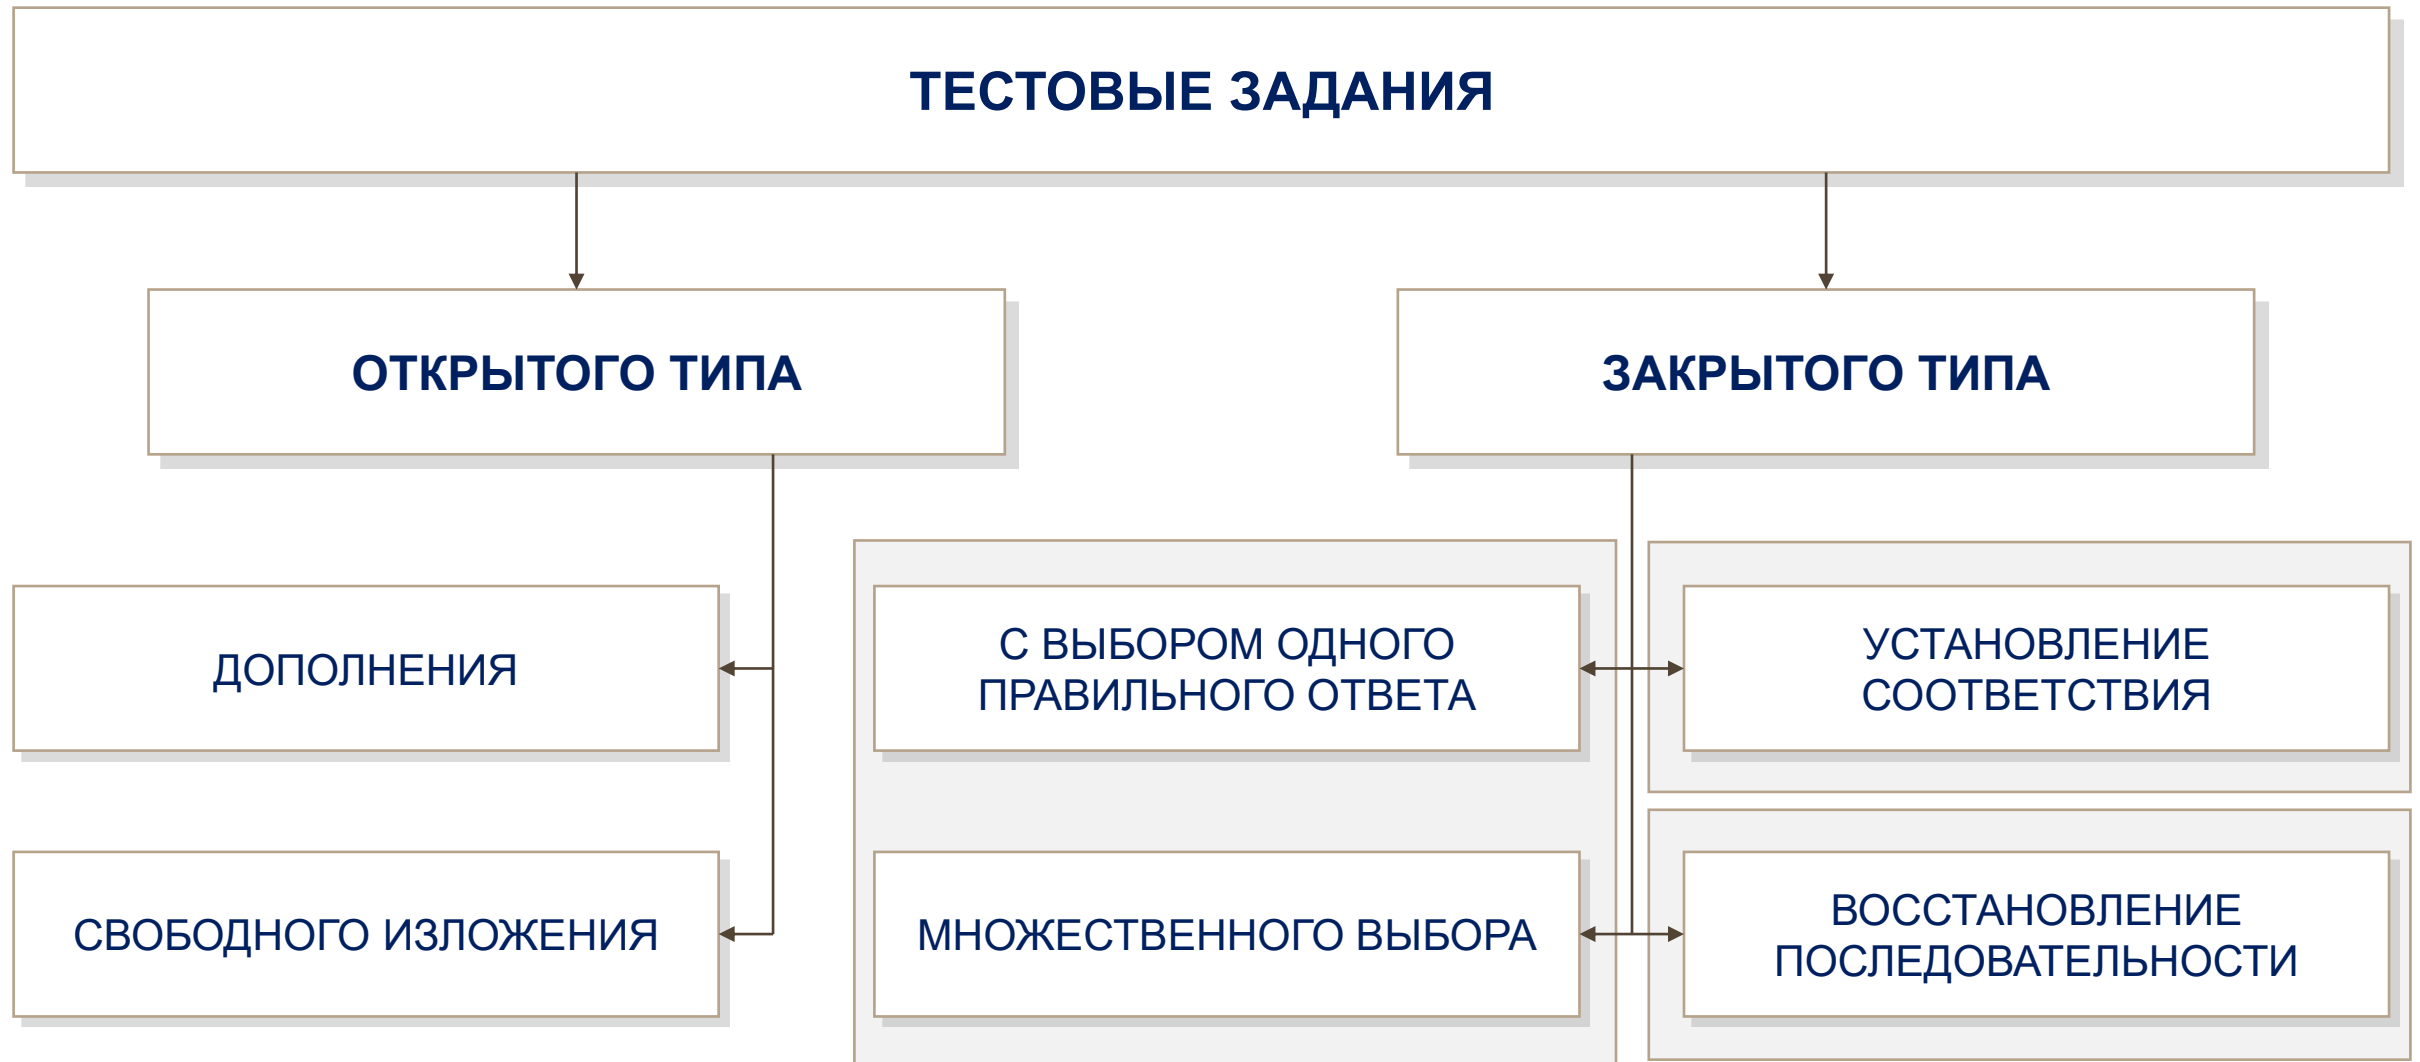 ТЕСТОВЫЕ ЗАДАНИЯ
ОТКРЫТОГО ТИПА
ЗАКРЫТОГО ТИПА
ДОПОЛНЕНИЯ
С ВЫБОРОМ ОДНОГО
ПРАВИЛЬНОГО ОТВЕТА
УСТАНОВЛЕНИЕ
СООТВЕТСТВИЯ
СВОБОДНОГО ИЗЛОЖЕНИЯ
МНОЖЕСТВЕННОГО ВЫБОРА
ВОССТАНОВЛЕНИЕ
ПОСЛЕДОВАТЕЛЬНОСТИ